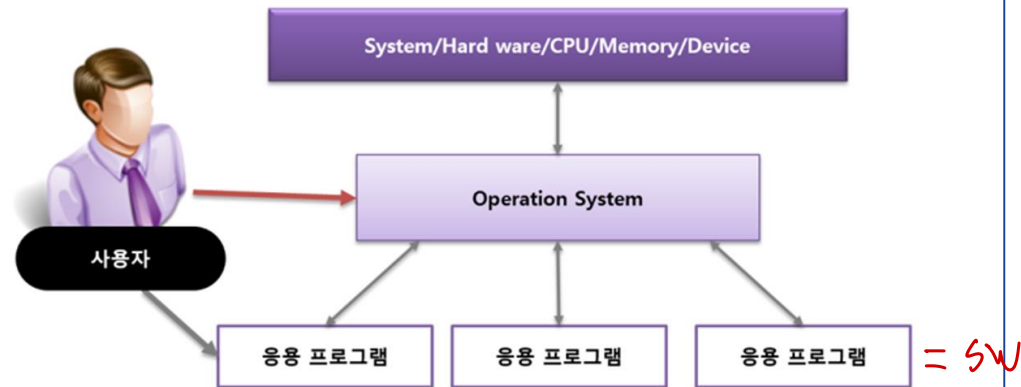 System/Hard ware/CPU/Memory/Device
Operation System
사용자
응용 프로그램
응용 프로그램
응용 프로그램 = SW